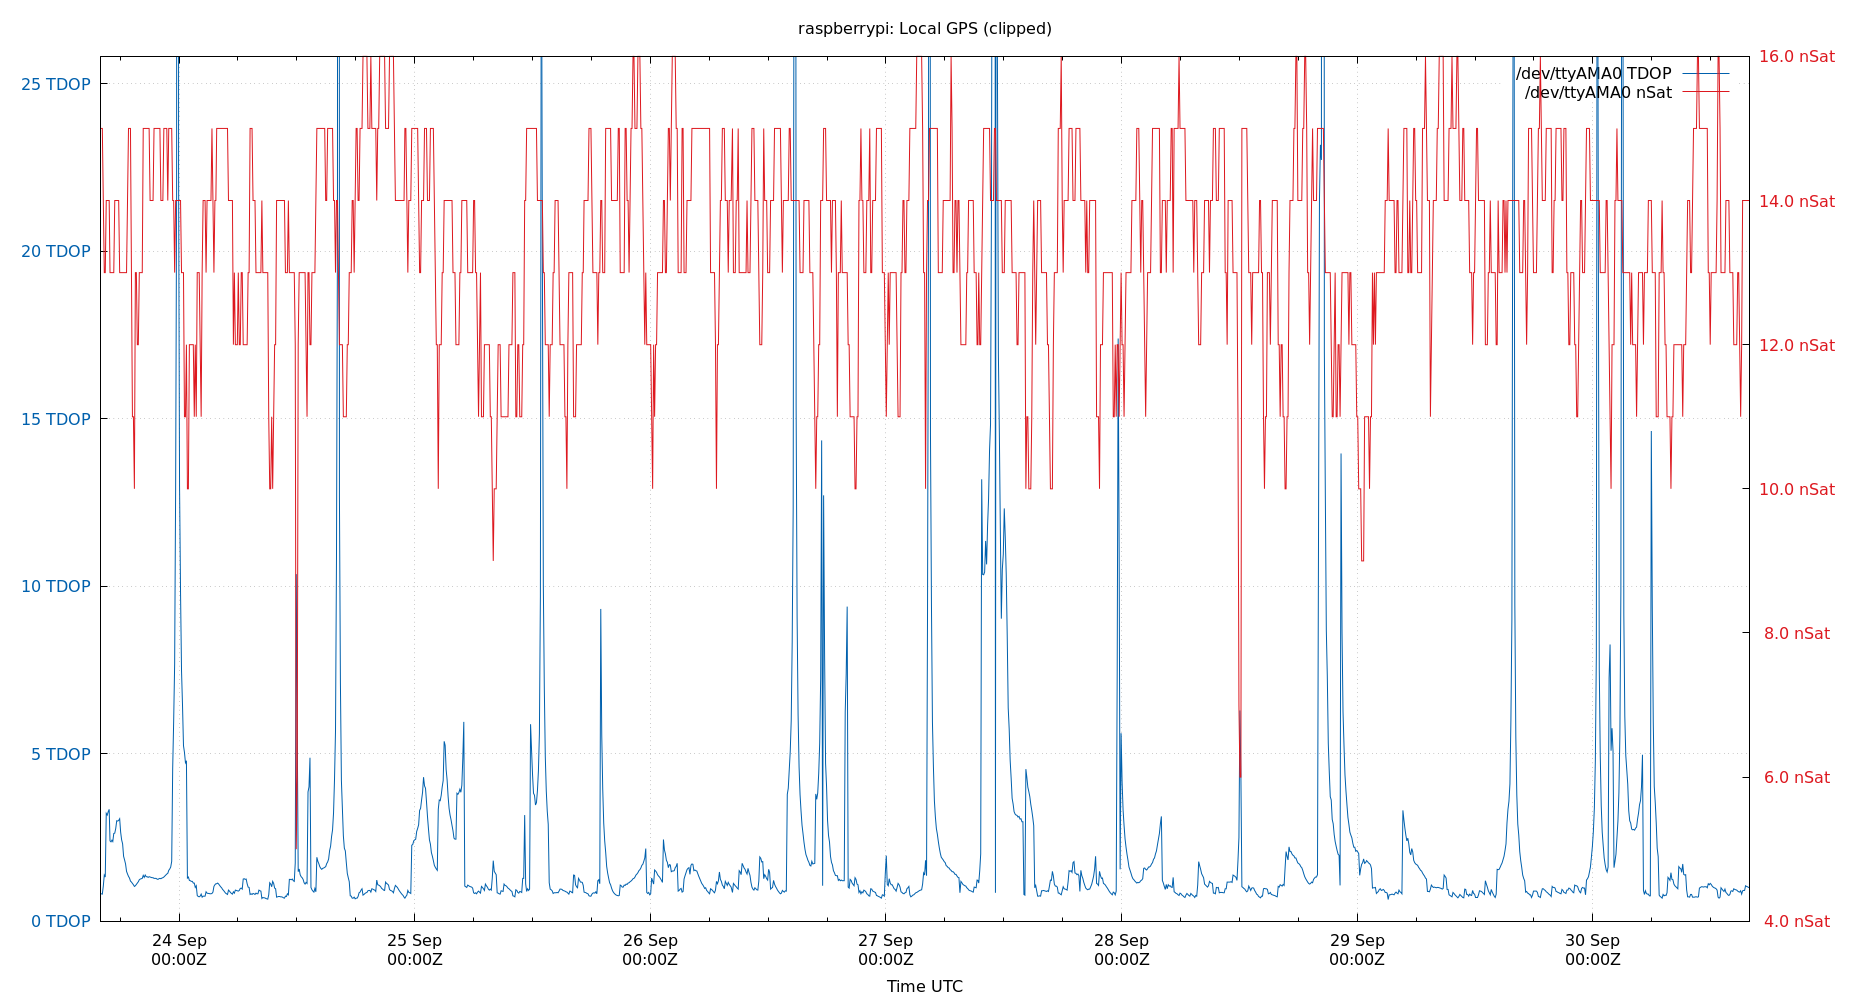 raspberrypi: Local GPS (clipped)
25 TDOP
20 TDOP
15 TDOP
10 TDOP
5 TDOP
0 TDOP
16.0 nSat
14.0 nSat
12.0 nSat
10.0 nSat
8.0 nSat
6.0 nSat
4.0 nSat
/dev/ttyAMA0 TDOP
/dev/ttyAMA0 nSat
24 Sep
00:00Z
25 Sep
00:00Z
26 Sep
00:00Z
27 Sep
00:00Z
28 Sep
00:00Z
29 Sep
00:00Z
30 Sep
00:00Z
Time UTC